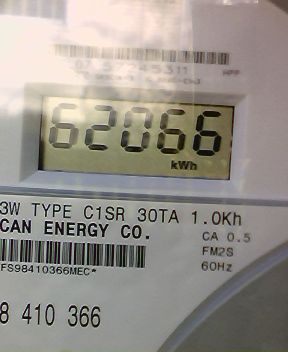 62066
kWh
3W TYPE C1SR 30TA 1.0Kh
CAN ENERGY CO.
CA 0.5
FM2S
60Hz
FS98410366MEC*
8 410 366